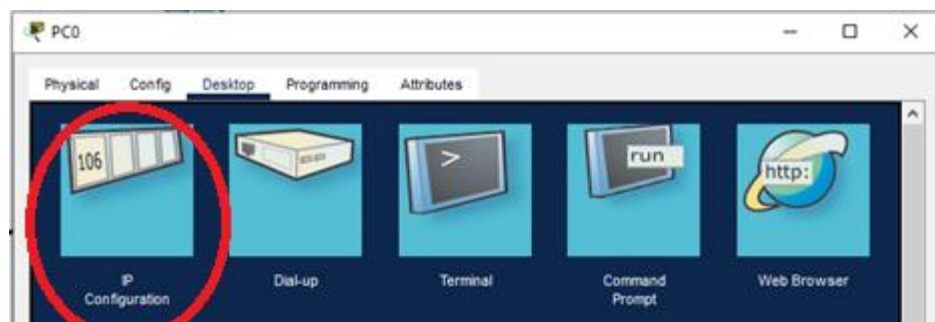 PC0
Physical Config Desktop Programming Attributes
106
>
run
http:
IP Configuration
Dial-up
Terminal
Command Prompt
Web Browser